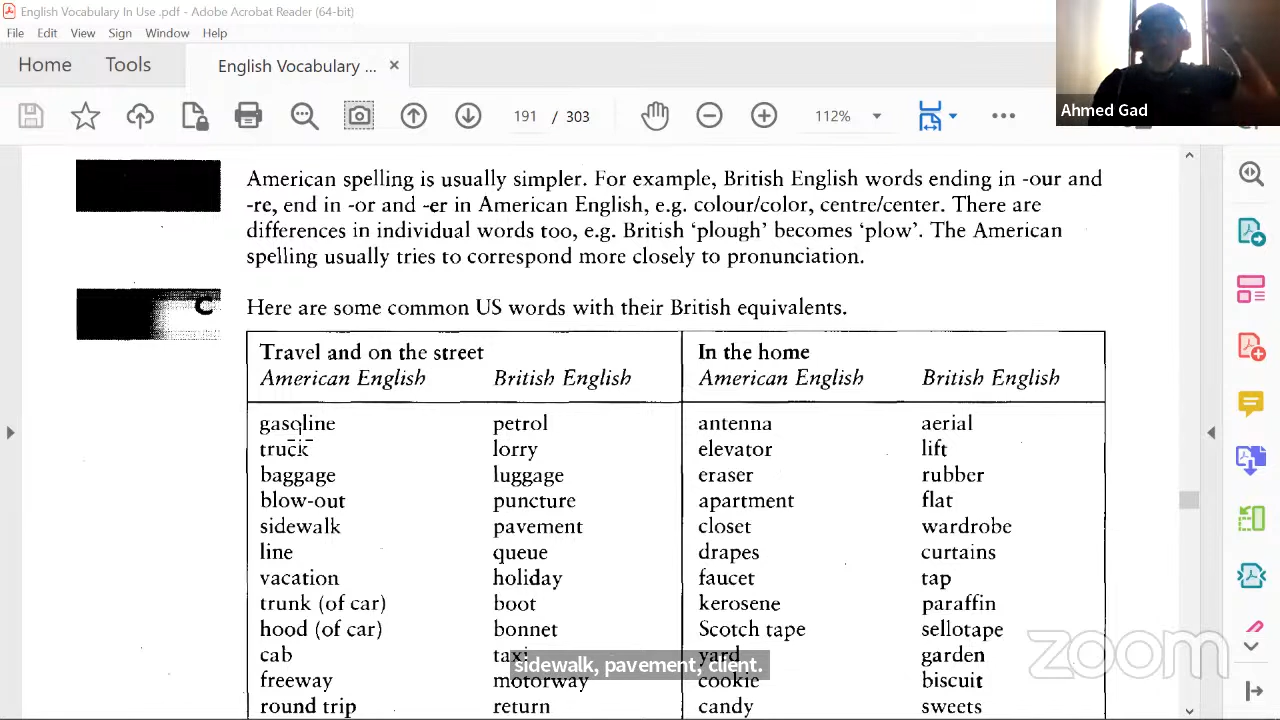 English Vocabulary In Use .pdf - Adobe Acrobat Reader (64-bit)
File Edit View Sign Window Help
Home Tools English Vocabulary ... ×
191 / 303 112%
Ahmed Gad
American spelling is usually simpler. For example, British English words ending in -our and
-re, end in -or and -er in American English, e.g. colour/color, centre/center. There are
differences in individual words too, e.g. British ‘plough’ becomes ‘plow’. The American
spelling usually tries to correspond more closely to pronunciation.
C Here are some common US words with their British equivalents.
Travel and on the street
American English British English
gasoline petrol
truck lorry
baggage luggage
blow-out puncture
sidewalk pavement
line queue
vacation holiday
trunk (of car) boot
hood (of car) bonnet
cab taxi
freeway motorway
round trip return
In the home
American English British English
antenna aerial
elevator lift
eraser rubber
apartment flat
closet wardrobe
drapes curtains
faucet tap
kerosene paraffin
Scotch tape sellotape
yard garden
cookie biscuit
candy sweets
sidewalk, pavement, client.
zoom